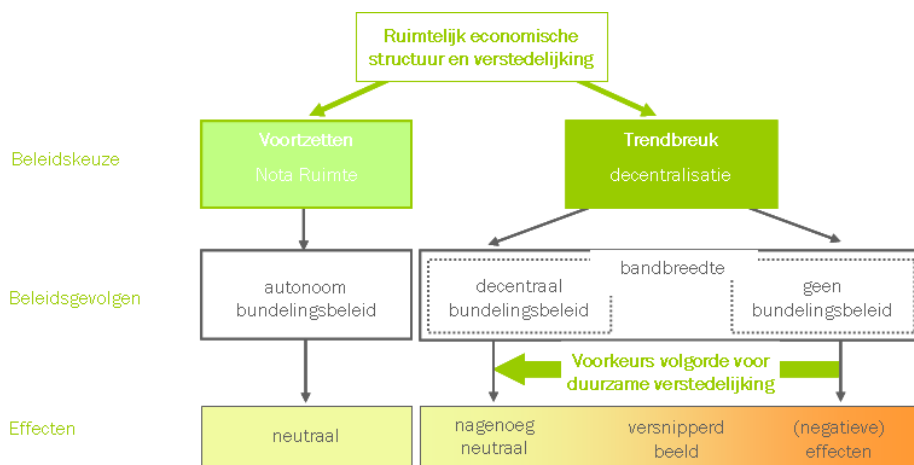 Ruimtelijk economische
structuur en verstedelijking
Beleidskeuze
Voortzetten
Nota Ruimte
Trendbreuk
decentralisatie
Beleidsgevolgen
autonoom
bundelingsbeleid
decentraal
bundelingsbeleid
bandbreedte
geen
bundelingsbeleid
Voorkeurs volgorde voor
duurzame verstedelijking
Effecten
neutraal
nagenoeg
neutraal
versnipperd
beeld
(negatieve)
effecten